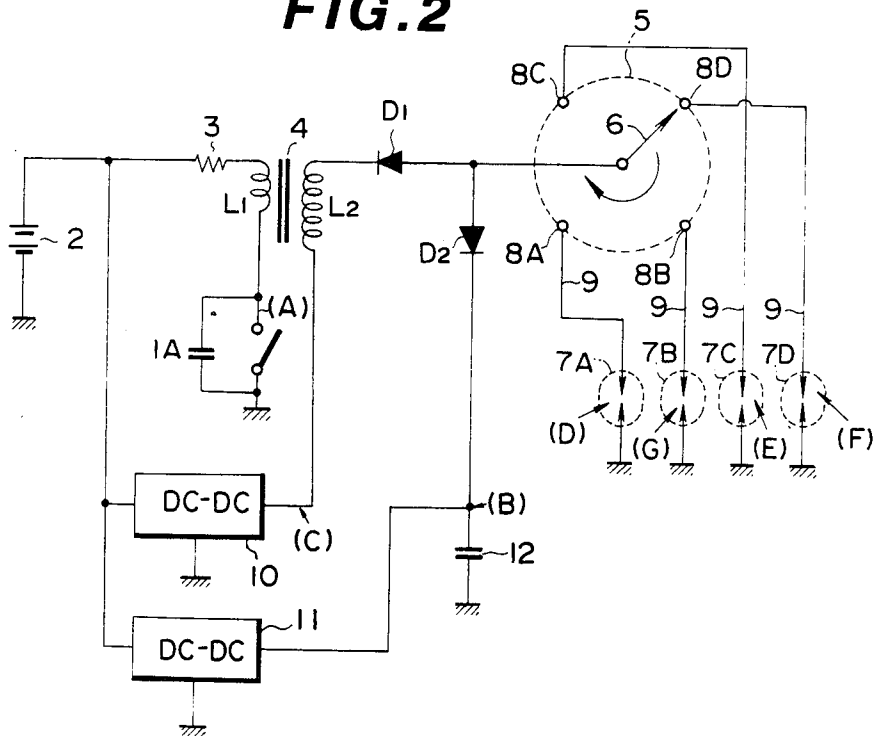 FIG.2
5
8C
8D
D1
6
3
4
L1
L2
2
D2
8A
8B
(A)
9
9
9
9
1A
7A
7B
7C
7D
(D)
(G)
(E)
(F)
DC-DC
(B)
(C)
10
12
11
DC-DC